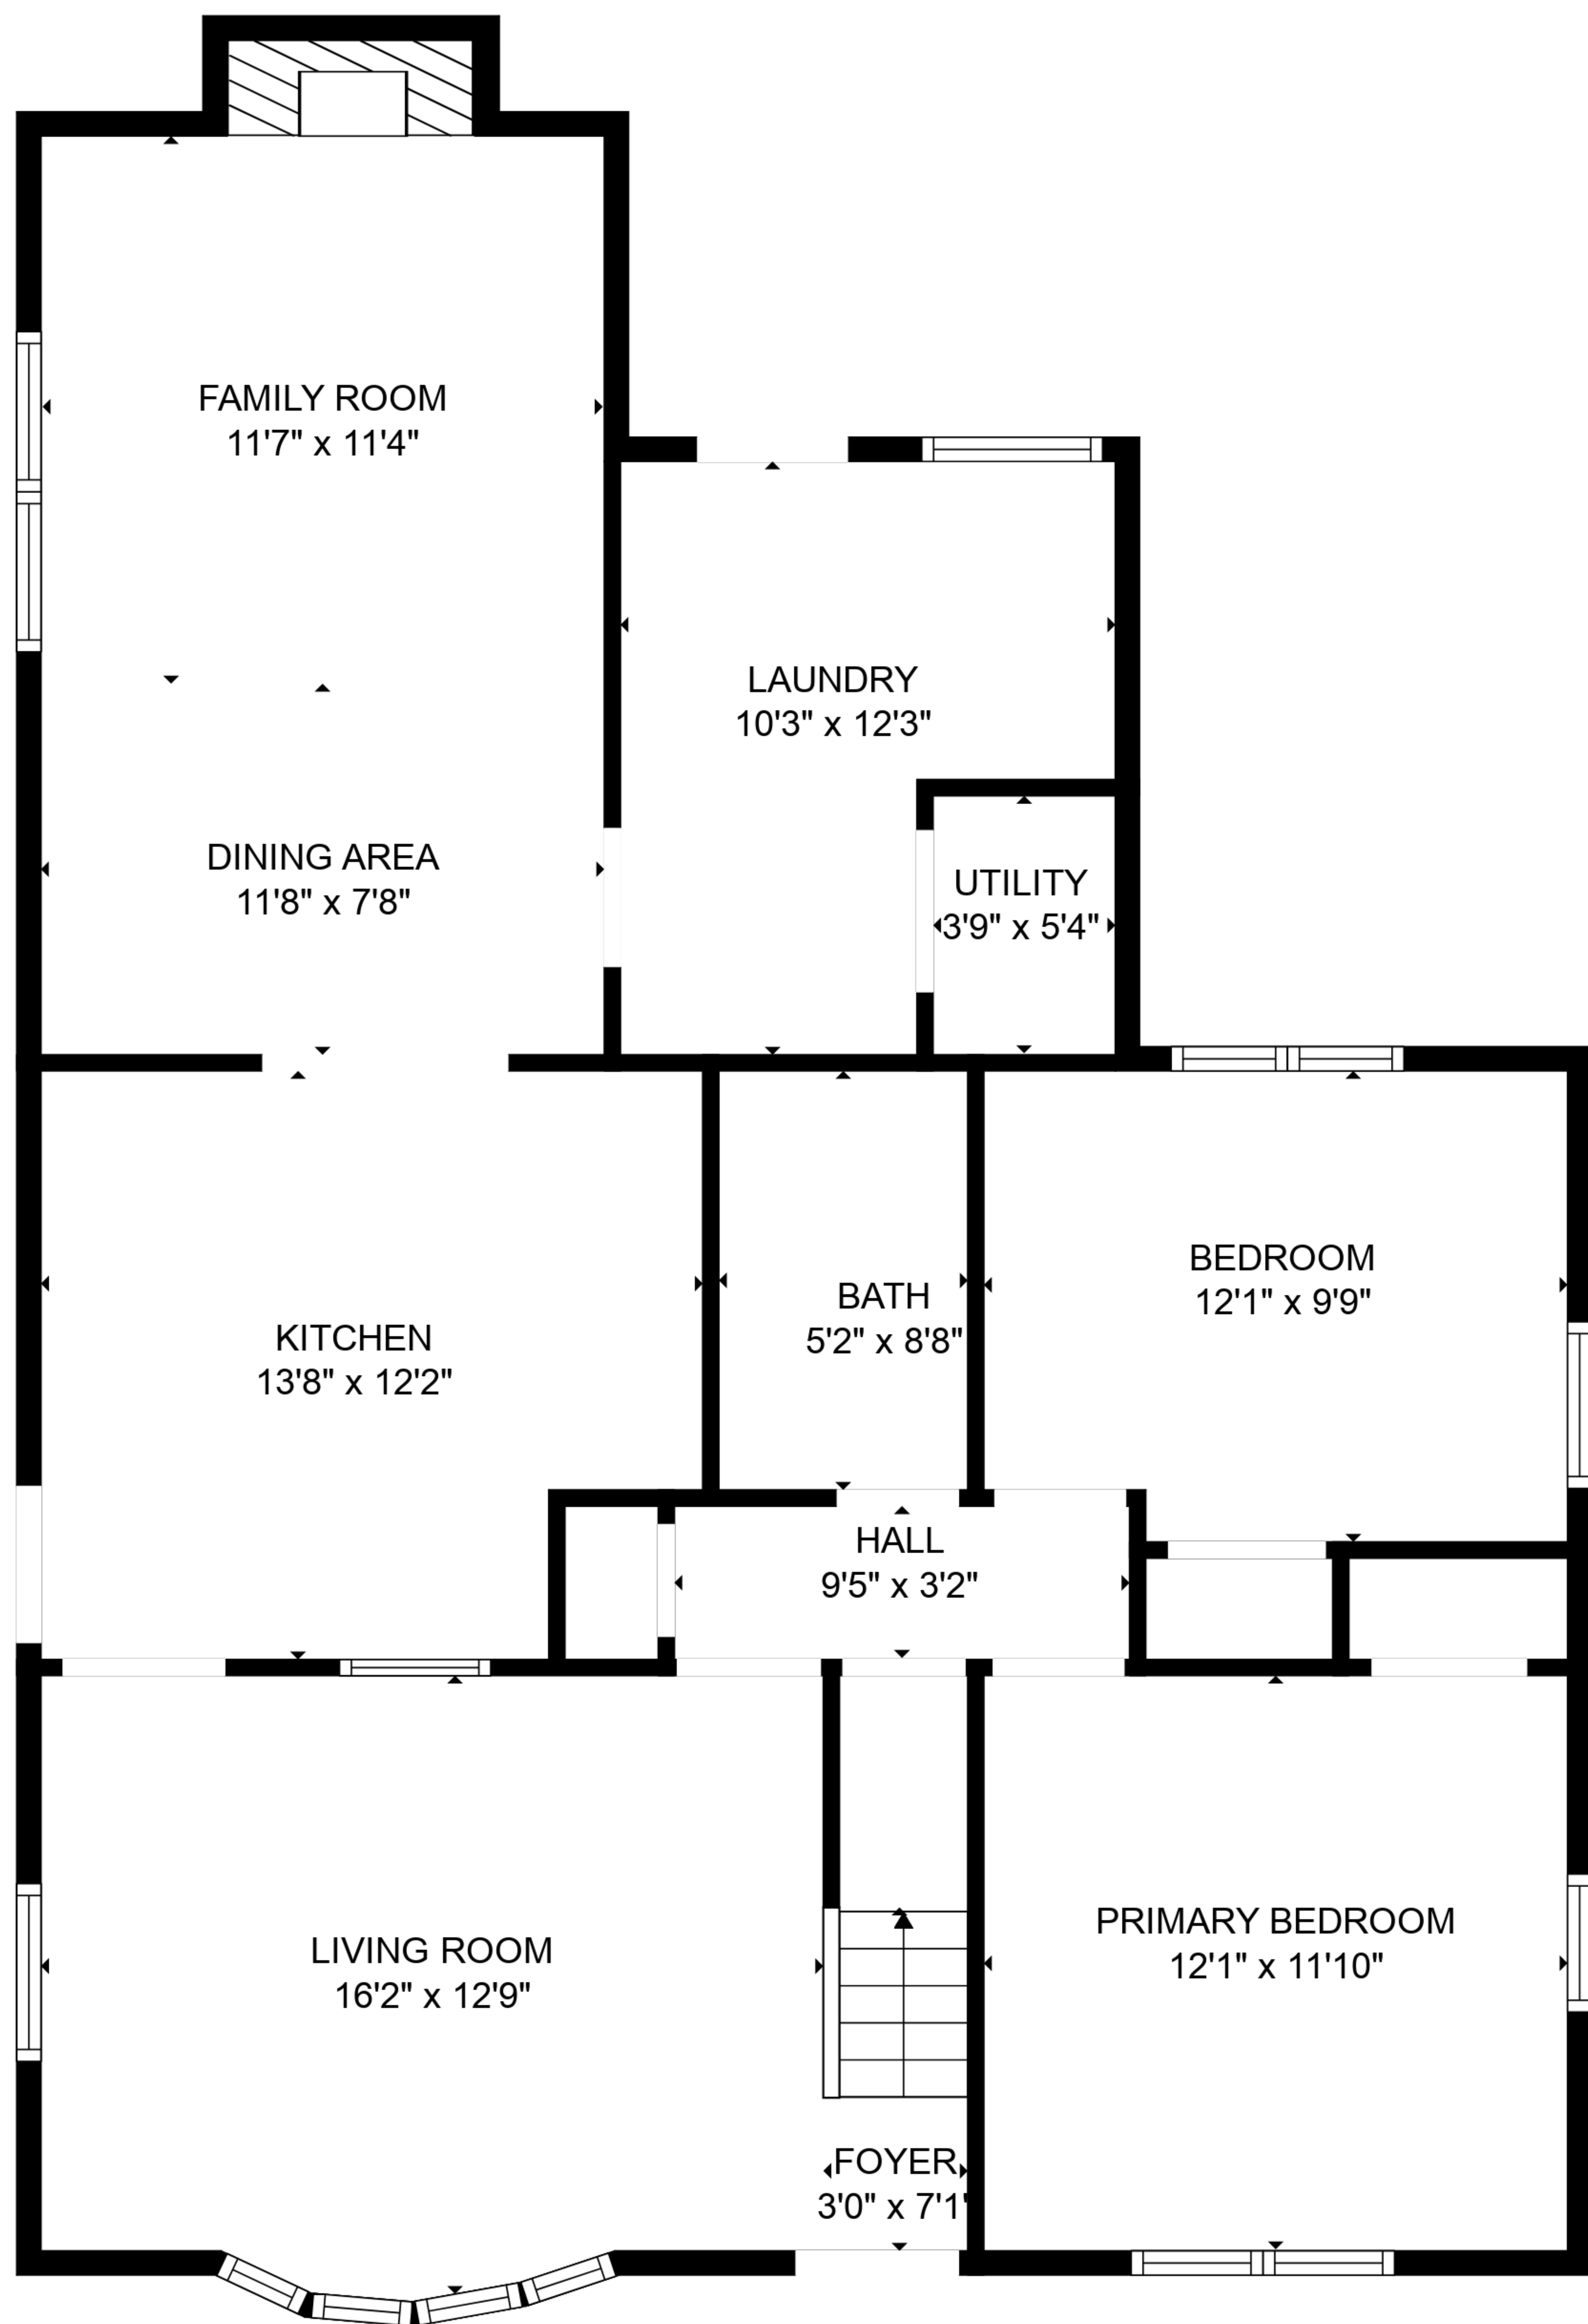 FAMILY ROOM
11'7" x 11'4"
LAUNDRY
10'3" x 12'3"
DINING AREA
11'8" x 7'8"
UTILITY
3'9" x 5'4"
BEDROOM
12'1" x 9'9"
BATH
5'2" x 8'8"
KITCHEN
13'8" x 12'2"
HALL
9'5" x 3'2"
PRIMARY BEDROOM
12'1" x 11'10"
LIVING ROOM
16'2" x 12'9"
FOYER
3'0" x 7'1"